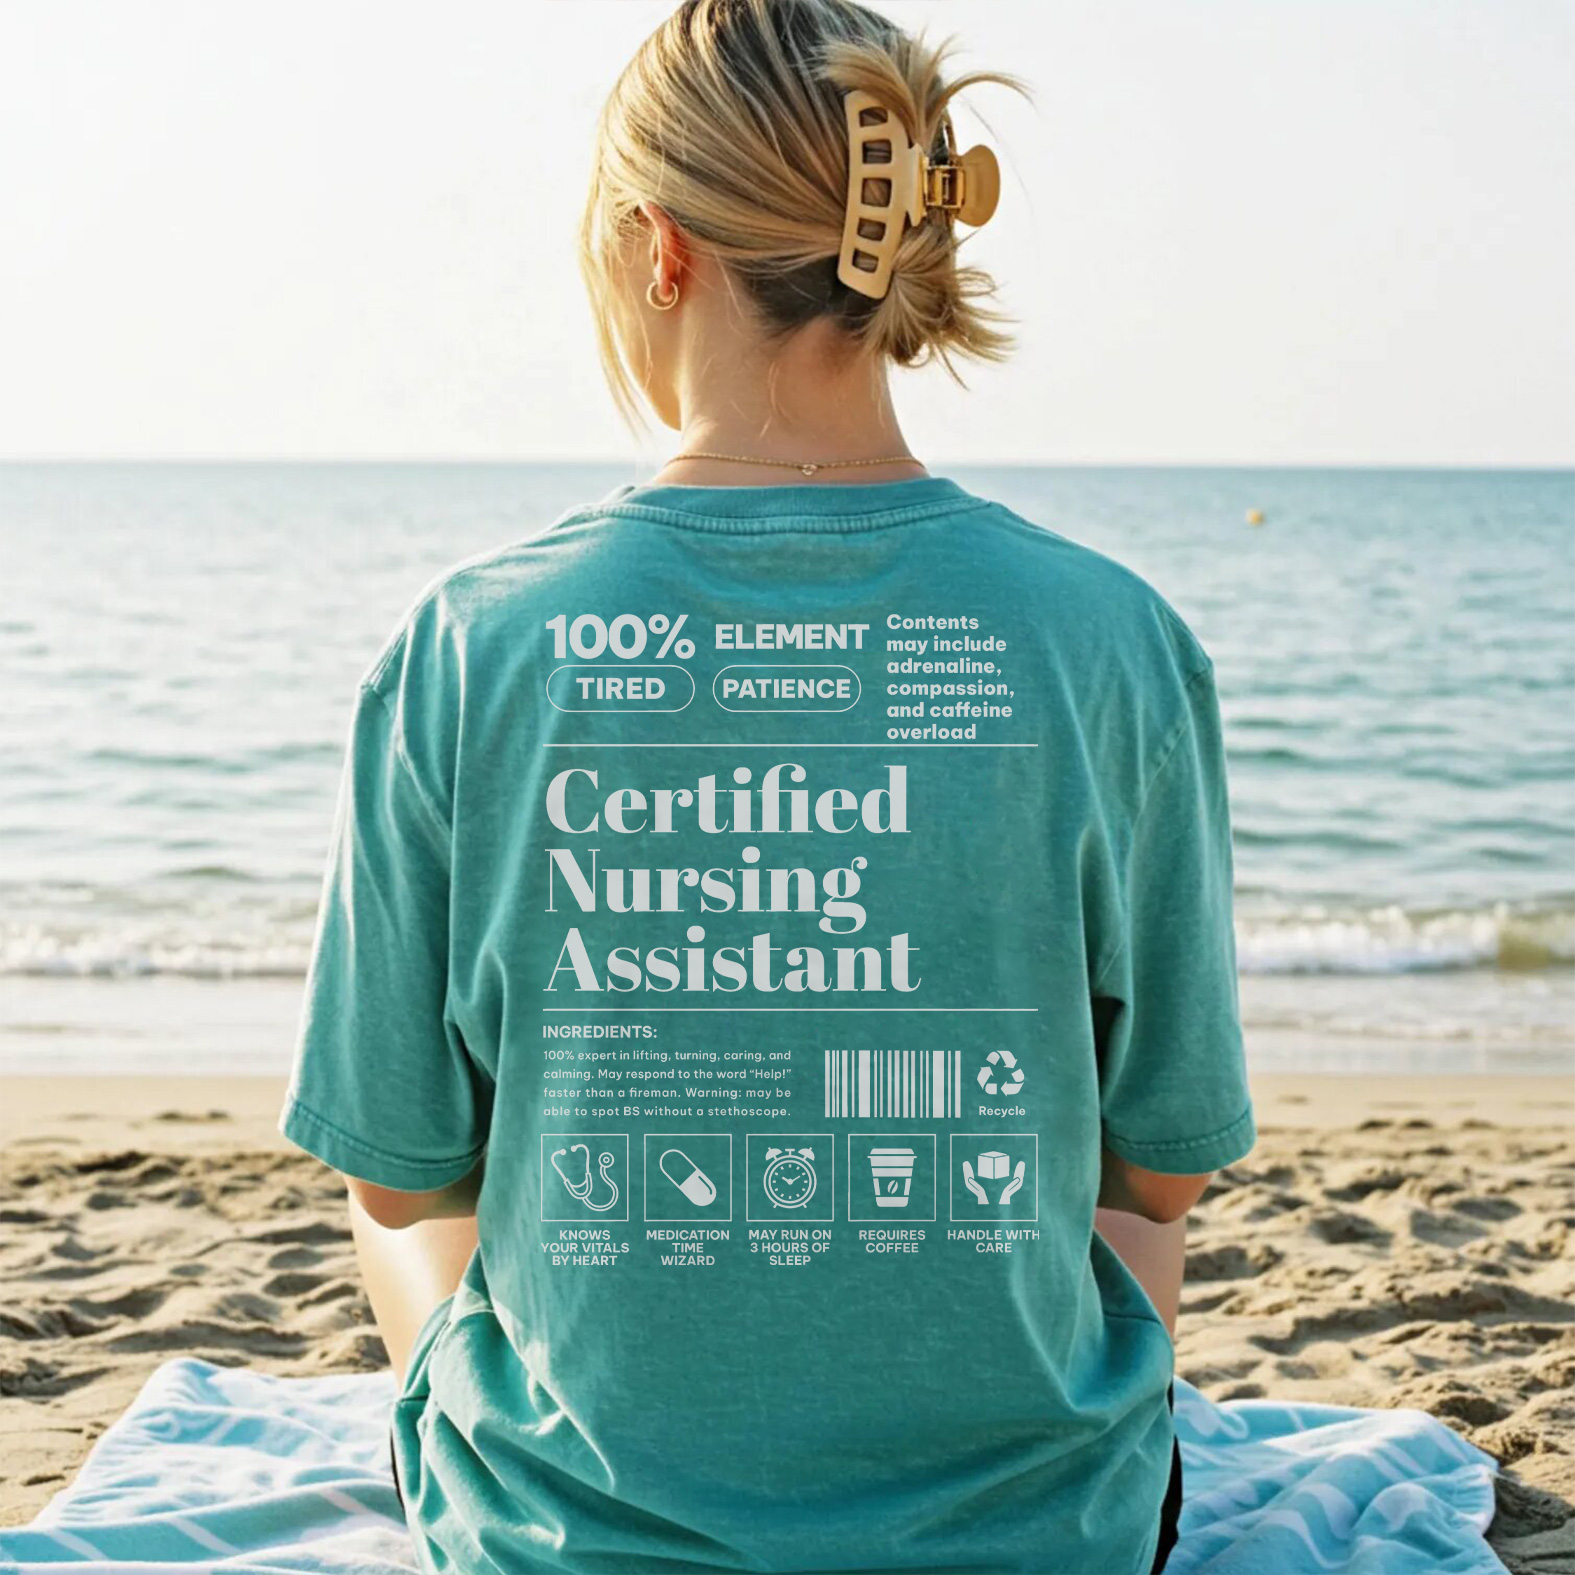 100%
TIRED
ELEMENT
PATIENCE
Contents
may include
adrenaline,
compassion,
and caffeine
overload
Certified
Nursing
Assistant
INGREDIENTS:
100% expert in lifting, turning, caring, and
calming. May respond to the word “Help!”
faster than a fireman. Warning: may be
able to spot BS without a stethoscope.
Recycle
KNOWS
YOUR VITALS
BY HEART
MEDICATION
TIME
WIZARD
MAY RUN ON
3 HOURS OF
SLEEP
REQUIRES
COFFEE
HANDLE WITH
CARE